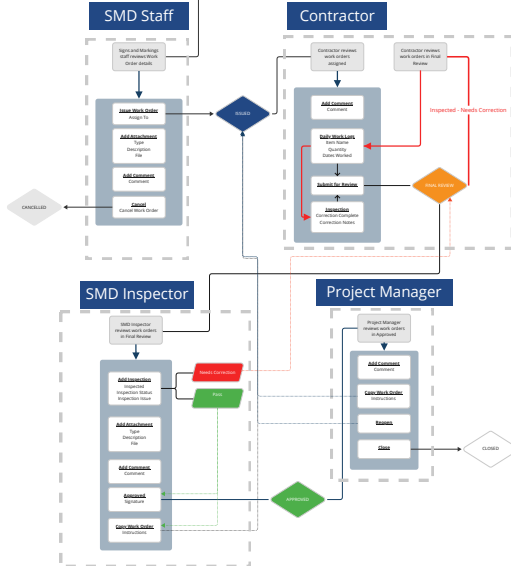 SMD Staff
Signs and Markings
staff reviews Work
Order details
Issue Work Order
Assign To
Add Attachment
Type
Description
File
Add Comment
Comment
Cancel
Cancel Work Order
CANCELLED
ISSUED
Contractor
Contractor reviews
work orders
assigned
Contractor reviews
work orders in Final
Review
Inspected - Needs Correction
Add Comment
Comment
Daily Work Logs
Item Name
Quantity
Dates Worked
Submit for Review
Inspection
Correction Complete
Correction Notes
FINAL REVIEW
SMD Inspector
SMD Inspector
reviews work orders
in Final Review
Add Inspection
Inspected
Inspection Status
Inspection Issue
Needs Correction
Pass
Add Attachment
Type
Description
File
Add Comment
Comment
Approved
Signature
Copy Work Order
Instructions
APPROVED
Project Manager
Project Manager
reviews work orders
in Approved
Add Comment
Comment
Copy Work Order
Instructions
Reopen
Close
CLOSED